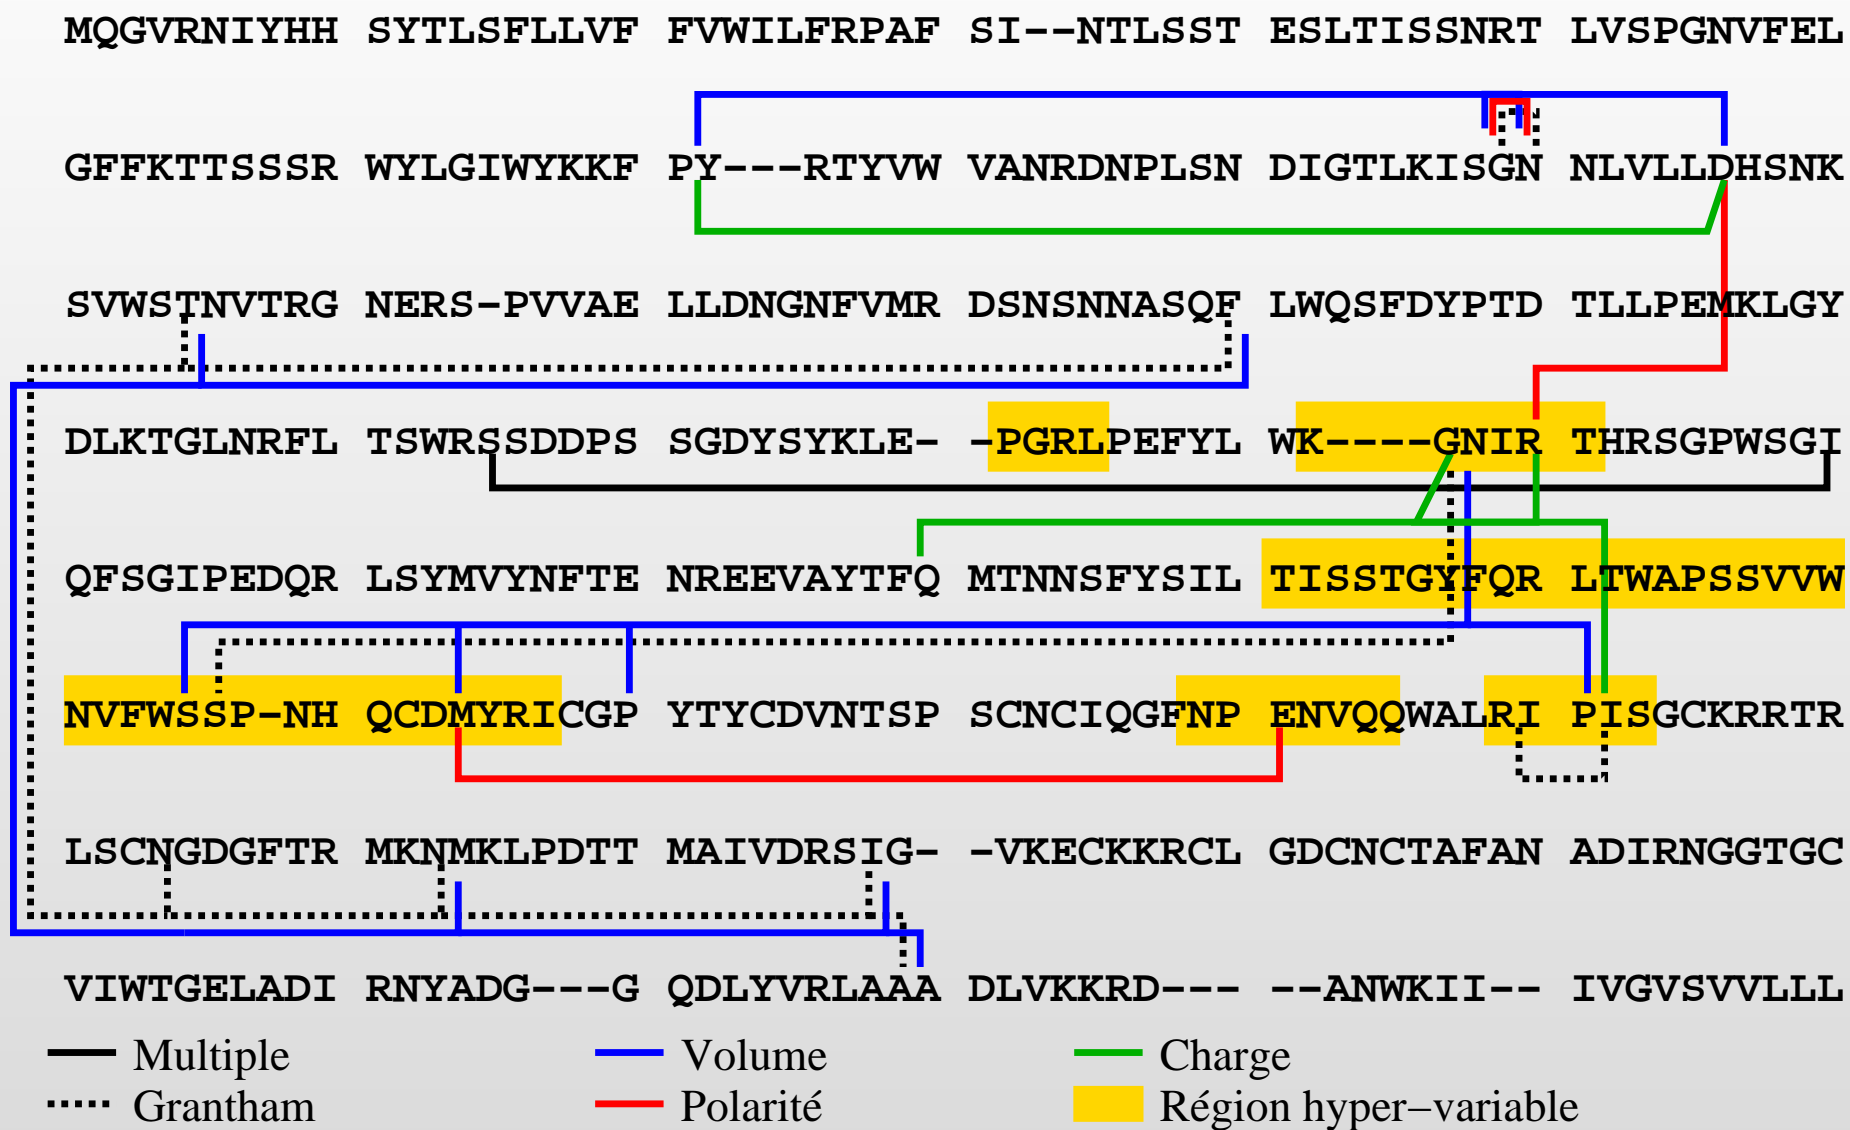 MQGVRNIYHH SYTLSFLLVF FVWILFRPAF SI--NTLSST ESLTISSNRT LVSPGNVFEL
GFFKTTSSSR WYLGIWYKKF PY---RTYVW VANRDNPLSN DIGTLKISGN NLVLLDHSNK
SVWSTNVTRG NERS-PVVAE LLDNGNFVMR DSNSNNASQF LWQSFDYPTD TLLPEMKLGY
DLKTGLNRFL TSWRSSDDPS SGDYSYKLE- -PGRLPEFYL WK----GNIR THRSGPWSGI
QFSGIPEDQR LSYMVYNFTE NREEVAYTFQ MTNNSFYSIL TISSTGYFQR LTWAPSSVVW
NVFWSSP-NH QCDMYRICGP YTYCDVNTSP SCNCIQGFNP ENVQQWALRI PISGCKRRTR
LSCNGDGFTR MKNMKLPDTT MAIVDRSIG- -VKECKKRCL GDCNCTAFAN ADIRNGGTGC
VIWTGELADI RNYADG---G QDLYVRLAAA DLVKKRD--- --ANWKII-- IVGVSVVLLL
Multiple Volume Charge
Grantham Polarité Région hyper-variable